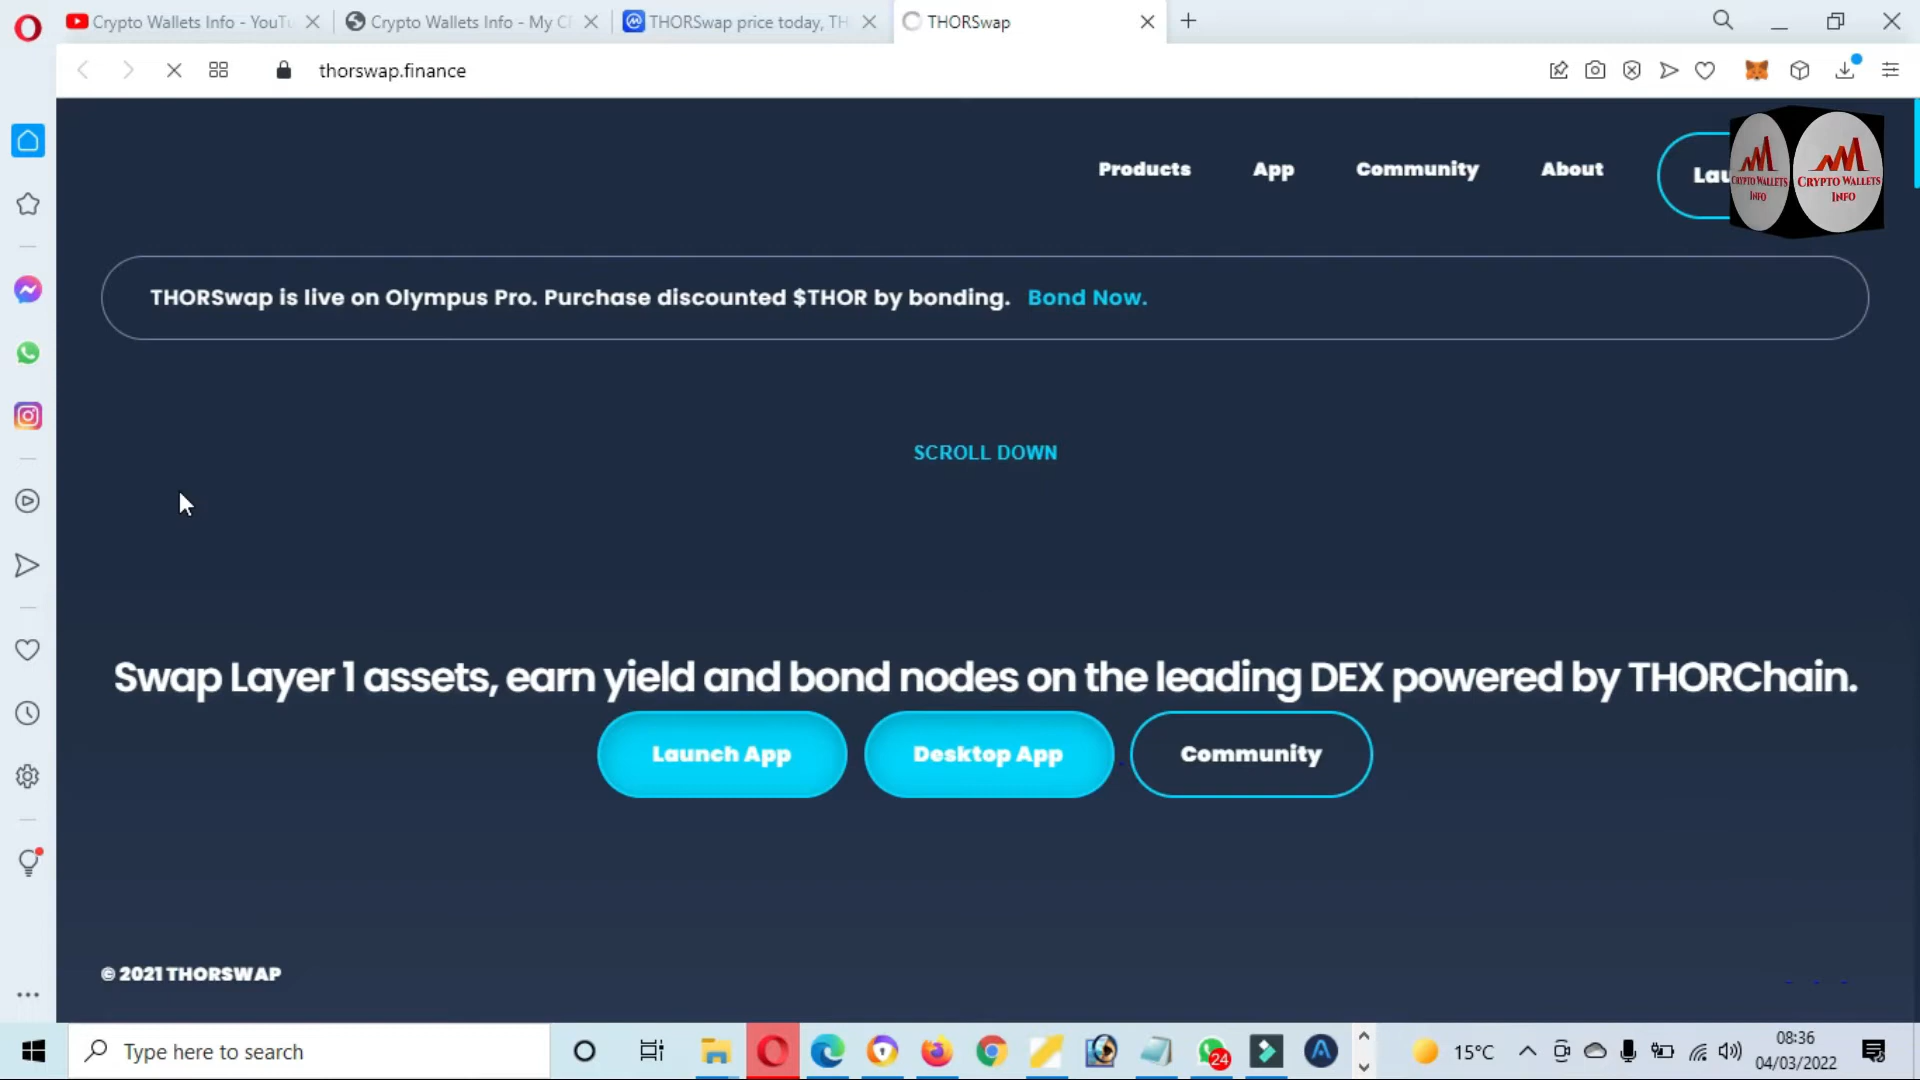 Crypto Wallets Info - YouTu
Crypto Wallets Info - My C
THORSwap price today, TH
THORSwap
thorswap.finance
Products
App
Community
About
Lau
CRYPTO WALLETS
INFO
CRYPTO WALLETS
INFO
THORSwap is live on Olympus Pro. Purchase discounted $THOR by bonding. Bond Now.
SCROLL DOWN
Swap Layer 1 assets, earn yield and bond nodes on the leading DEX powered by THORChain.
Launch App
Desktop App
Community
© 2021 THORSWAP
Type here to search
24
15°C
08:36
04/03/2022